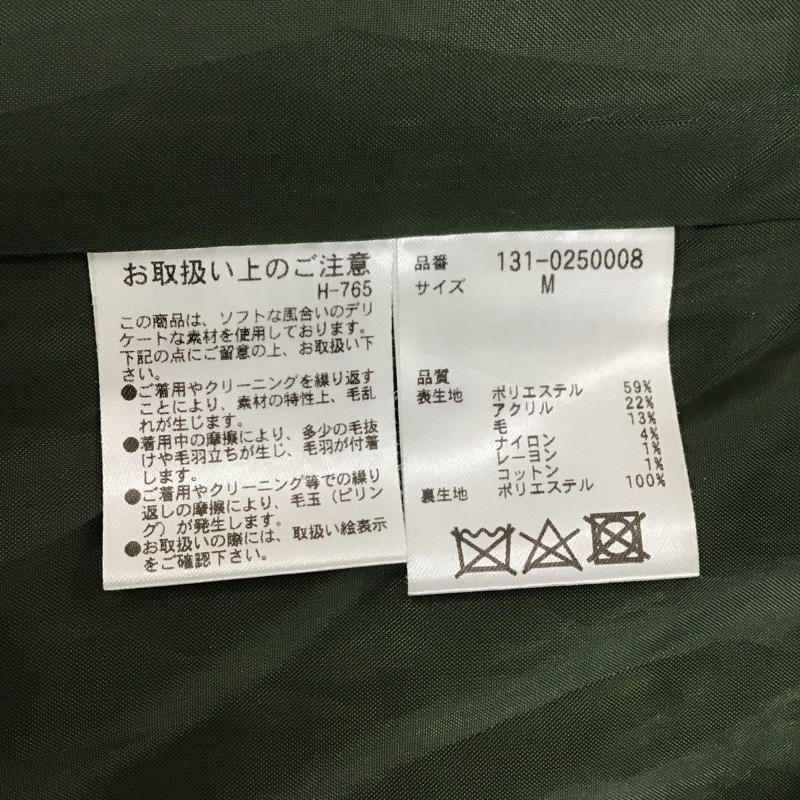 お取扱い上のご注意
H-765
この商品は、ソフトな風合いのデリ
ケートな素材を使用しております。
下記の点にご留意の上、お取扱い下
さい。
●ご着用やクリーニングを繰り返す
ことにより、素材の特性上、毛乱
れが生じます。
●着用中の摩擦により、多少の毛抜
けや毛羽立ちが生じ、毛羽が付着
します。
●ご着用やクリーニング等での繰り
返しの摩擦により、毛玉（ピリン
グ）が発生します。
●お取扱いの際には、取扱い絵表示
をご確認下さい。
品番 131-0250008
サイズ M
品質
表生地 ポリエステル 59%
アクリル 22%
毛 13%
ナイロン 4%
レーヨン 1%
コットン 1%
裏生地 ポリエステル 100%